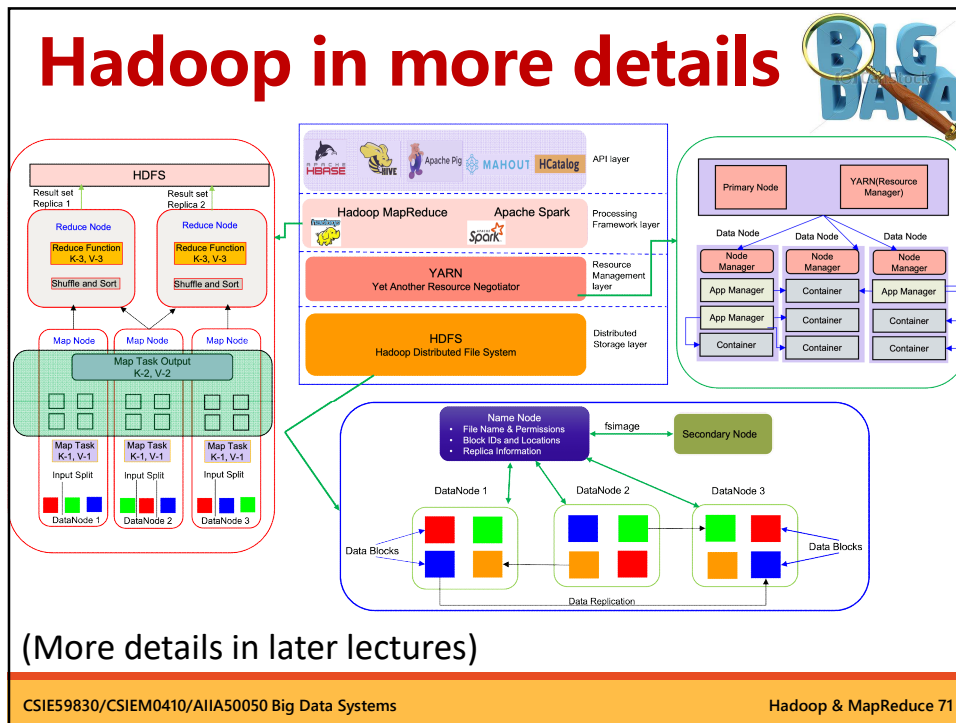 Hadoop in more details
BIG
DATA
HDFS
Result set
Replica 1
Result set
Replica 2
Reduce Node
Reduce Function
K-3, V-3
Shuffle and Sort
Reduce Node
Reduce Function
K-3, V-3
Shuffle and Sort
Map Node
Map Node
Map Node
Map Task Output
K-2, V-2
Map Task
K-1, V-1
Map Task
K-1, V-1
Map Task
K-1, V-1
Input Split
Input Split
Input Split
DataNode 1
DataNode 2
DataNode 3
APACHE
HBASE
HIVE
Apache Pig
MAHOUT
HCatalog
API layer
Hadoop MapReduce
hadoop
Apache Spark
Spark
Processing
Framework layer
YARN
Yet Another Resource Negotiator
Resource
Management
layer
HDFS
Hadoop Distributed File System
Distributed
Storage layer
Primary Node
YARN(Resource
Manager)
Data Node
Data Node
Data Node
Node
Manager
Node
Manager
Node
Manager
App Manager
Container
App Manager
App Manager
Container
Container
Container
Container
Container
Name Node
• File Name & Permissions
• Block IDs and Locations
• Replica Information
fsimage
Secondary Node
DataNode 1
DataNode 2
DataNode 3
Data Blocks
Data Blocks
Data Replication
(More details in later lectures)
CSIE59830/CSIEM0410/AIIA50050 Big Data Systems
Hadoop & MapReduce 71